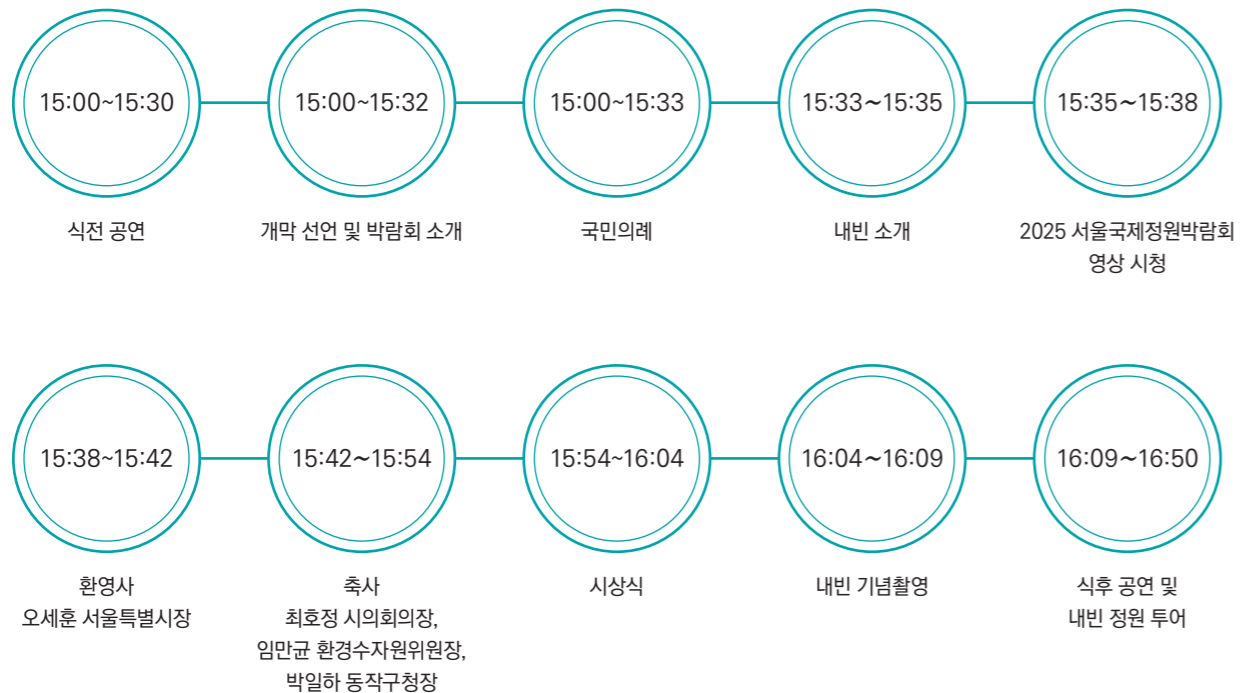 15:00~15:30
15:00~15:32
15:00~15:33
15:33~15:35
15:35~15:38
식전 공연
개막 선언 및 박람회 소개
국민의례
내빈 소개
2025 서울국제정원박람회
영상 시청
15:38~15:42
15:42~15:54
15:54~16:04
16:04~16:09
16:09~16:50
환영사
오세훈 서울특별시장
축사
최호정 시의회의장,
임만균 환경수자원위원장,
박일하 동작구청장
시상식
내빈 기념촬영
식후 공연 및
내빈 정원 투어